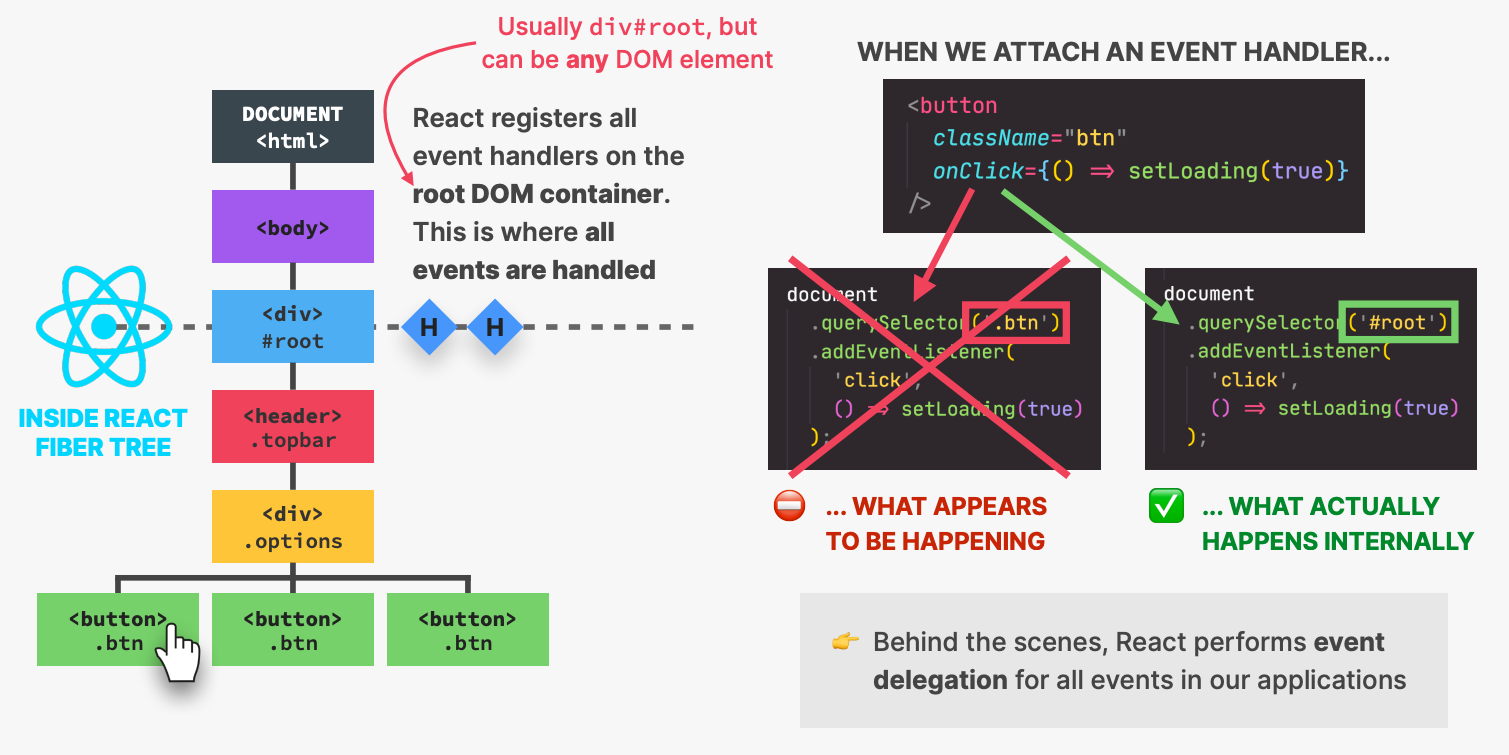 Usually div#root, but
can be any DOM element
DOCUMENT
<html>
<body>
<div>
#root
<header>
.topbar
<div>
.options
<button>
.btn
<button>
.btn
<button>
.btn
INSIDE REACT
FIBER TREE
React registers all
event handlers on the
root DOM container.
This is where all
events are handled
H
H
WHEN WE ATTACH AN EVENT HANDLER...
<button
className="btn"
onClick={() => setLoading(true)}
/>
document
.querySelector('.btn')
.addEventListener(
'click',
() => setLoading(true)
);
... WHAT APPEARS
TO BE HAPPENING
document
.querySelector('#root')
.addEventListener(
'click',
() => setLoading(true)
);
... WHAT ACTUALLY
HAPPENS INTERNALLY
👉 Behind the scenes, React performs event
delegation for all events in our applications